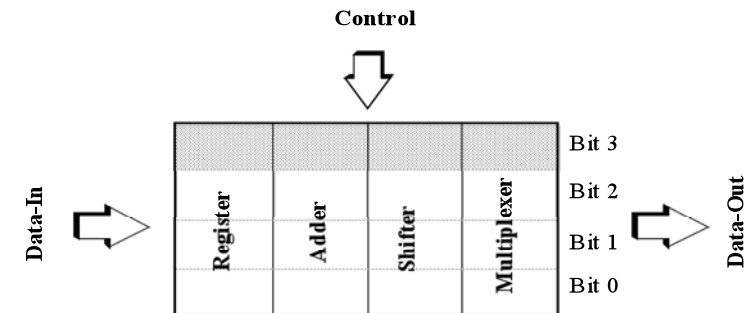 Control
Bit 3
Bit 2
Bit 1
Bit 0
Data-In
Register
Adder
Shifter
Multiplexer
Data-Out